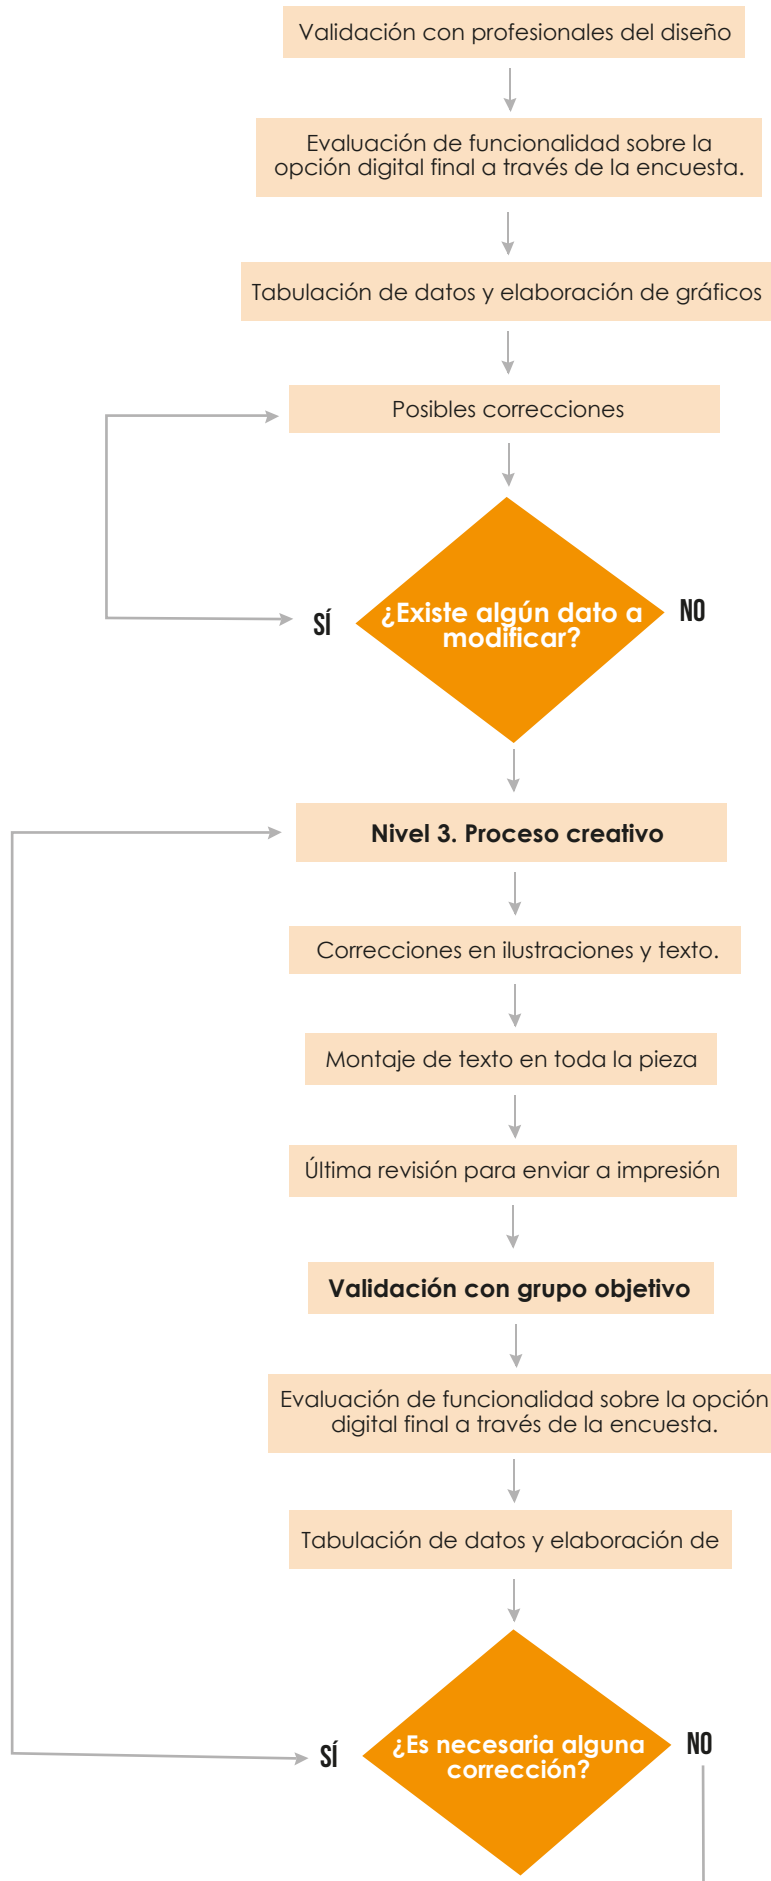 Validación con profesionales del diseño
Evaluación de funcionalidad sobre la
opción digital final a través de la encuesta.
Tabulación de datos y elaboración de gráficos
Posibles correcciones
SÍ
¿Existe algún dato a
modificar?
NO
Nivel 3. Proceso creativo
Correcciones en ilustraciones y texto.
Montaje de texto en toda la pieza
Última revisión para enviar a impresión
Validación con grupo objetivo
Evaluación de funcionalidad sobre la opción
digital final a través de la encuesta.
Tabulación de datos y elaboración de
SÍ
¿Es necesaria alguna
corrección?
NO